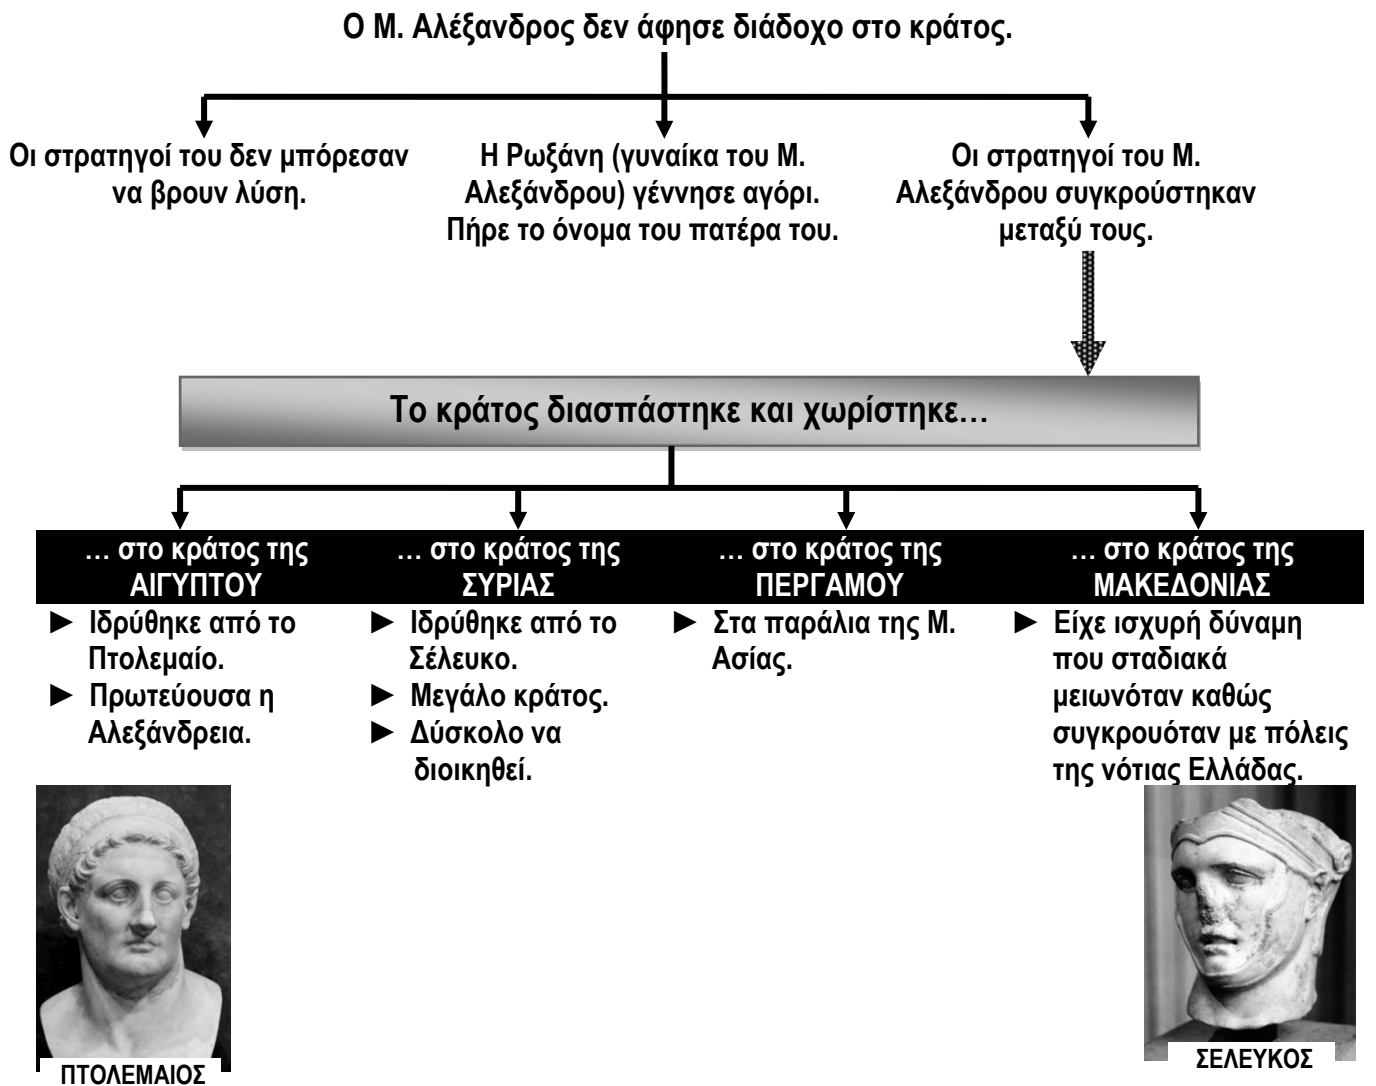 Ο Μ. Αλέξανδρος δεν άφησε διάδοχο στο κράτος.
Οι στρατηγοί του δεν μπόρεσαν
να βρουν λύση.
Η Ρωξάνη (γυναίκα του Μ.
Αλεξάνδρου) γέννησε αγόρι.
Πήρε το όνομα του πατέρα του.
Οι στρατηγοί του Μ.
Αλεξάνδρου συγκρούστηκαν
μεταξύ τους.
Το κράτος διασπάστηκε και χωρίστηκε…
… στο κράτος της
ΑΙΓΥΠΤΟΥ
► Ιδρύθηκε από το
Πτολεμαίο.
► Πρωτεύουσα η
Αλεξάνδρεια.
… στο κράτος της
ΣΥΡΙΑΣ
► Ιδρύθηκε από το
Σέλευκο.
► Μεγάλο κράτος.
► Δύσκολο να
διοικηθεί.
… στο κράτος της
ΠΕΡΓΑΜΟΥ
► Στα παράλια της Μ.
Ασίας.
… στο κράτος της
ΜΑΚΕΔΟΝΙΑΣ
► Είχε ισχυρή δύναμη
που σταδιακά
μειωνόταν καθώς
συγκρουόταν με πόλεις
της νότιας Ελλάδας.
ΠΤΟΛΕΜΑΙΟΣ
ΣΕΛΕΥΚΟΣ